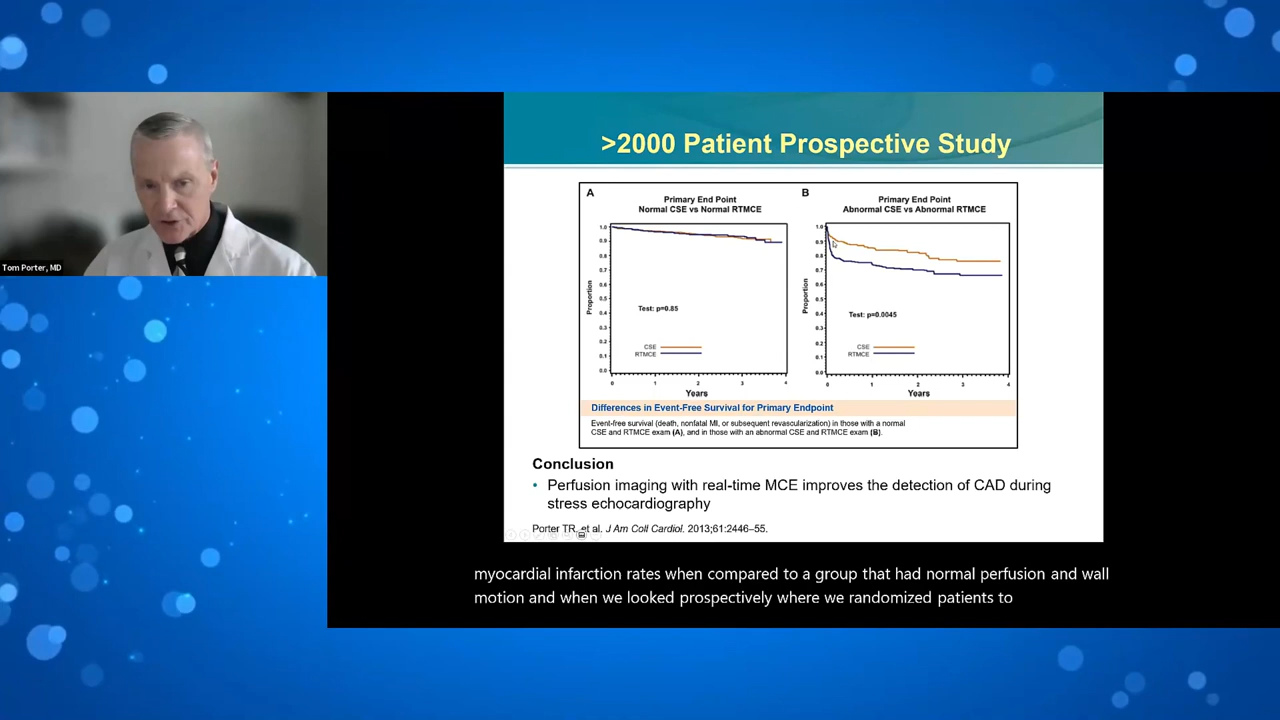 Tom Porter, MD
>2000 Patient Prospective Study
A
Primary End Point
Normal CSE vs Normal RTMCE
Proportion
1.0
0.9
0.8
0.7
0.6
0.5
0.4
0.3
0.2
0.1
0.0
Test: p=0.85
CSE
RTMCE
0 1 2 3 4
Years
B
Primary End Point
Abnormal CSE vs Abnormal RTMCE
Proportion
1.0
0.9
0.8
0.7
0.6
0.5
0.4
0.3
0.2
0.1
0.0
Test: p=0.0045
CSE
RTMCE
0 1 2 3 4
Years
Differences in Event-Free Survival for Primary Endpoint
Event-free survival (death, nonfatal MI, or subsequent revascularization) in those with a normal
CSE and RTMCE exam (A), and in those with an abnormal CSE and RTMCE exam (B).
Conclusion
• Perfusion imaging with real-time MCE improves the detection of CAD during
stress echocardiography
Porter TR, et al. J Am Coll Cardiol. 2013;61:2446–55.
myocardial infarction rates when compared to a group that had normal perfusion and wall
motion and when we looked prospectively where we randomized patients to